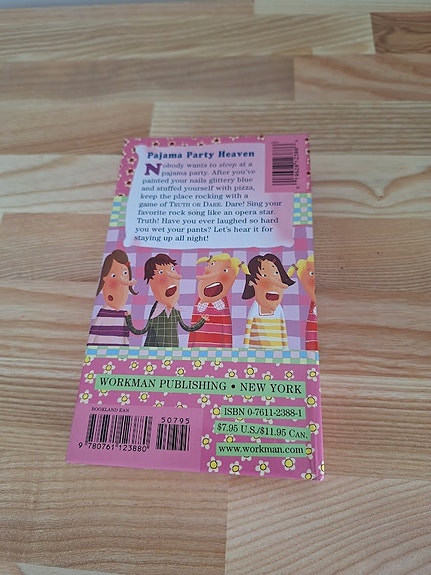 Pajama Party Heaven
Nobody wants to sleep at a
pajama party. After you've
painted your nails glittery blue
and stuffed yourself with pizza,
keep the place rocking with a
game of TRUTH OR DARE. Dare! Sing your
favorite rock song like an opera star.
Truth! Have you ever laughed so hard
you wet your pants? Let's hear it for
staying up all night!
WORKMAN PUBLISHING • NEW YORK
BOOKLAND EAN
50795
9 780761 123880
ISBN 0-7611-2388-1
$7.95 U.S./$11.95 CAN.
www.workman.com